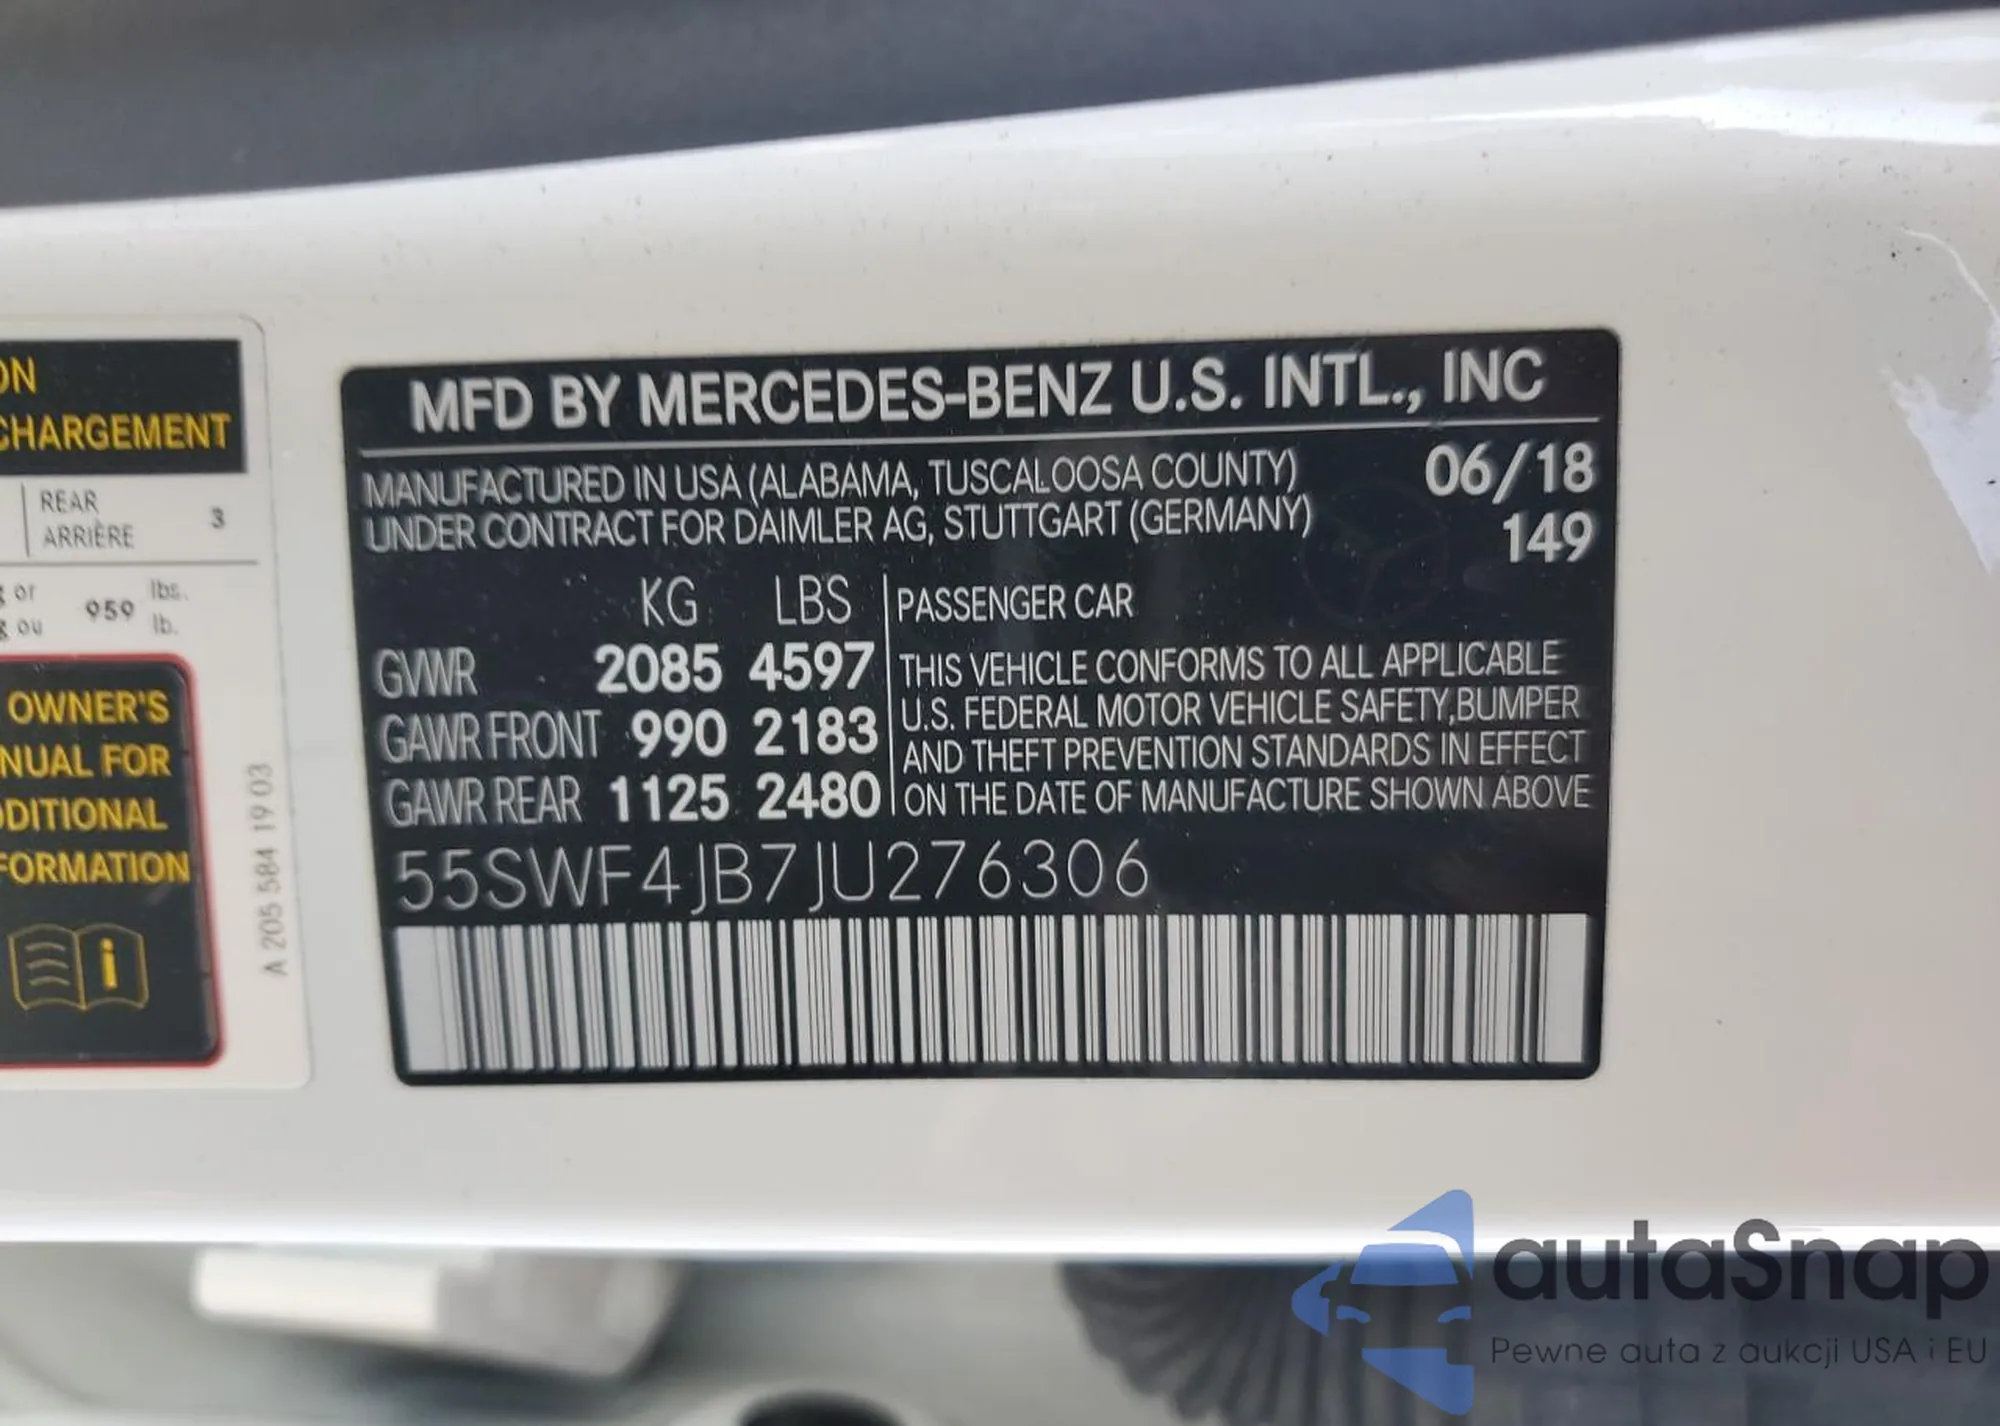 ON
CHARGEMENT
REAR
ARRIÈRE 3
or 959 lbs.
ou lb.
OWNER'S
NUAL FOR
DDITIONAL
FORMATION
i
A 205 584 19 03
MFD BY MERCEDES-BENZ U.S. INTL., INC
MANUFACTURED IN USA (ALABAMA, TUSCALOOSA COUNTY) 06/18
UNDER CONTRACT FOR DAIMLER AG, STUTTGART (GERMANY) 149
KG LBS PASSENGER CAR
GVWR 2085 4597 THIS VEHICLE CONFORMS TO ALL APPLICABLE
U.S. FEDERAL MOTOR VEHICLE SAFETY,BUMPER
GAWR FRONT 990 2183 AND THEFT PREVENTION STANDARDS IN EFFECT
GAWR REAR 1125 2480 ON THE DATE OF MANUFACTURE SHOWN ABOVE
55SWF4JB7JU276306
autaSnap
Pewne auta z aukcji USA i EU